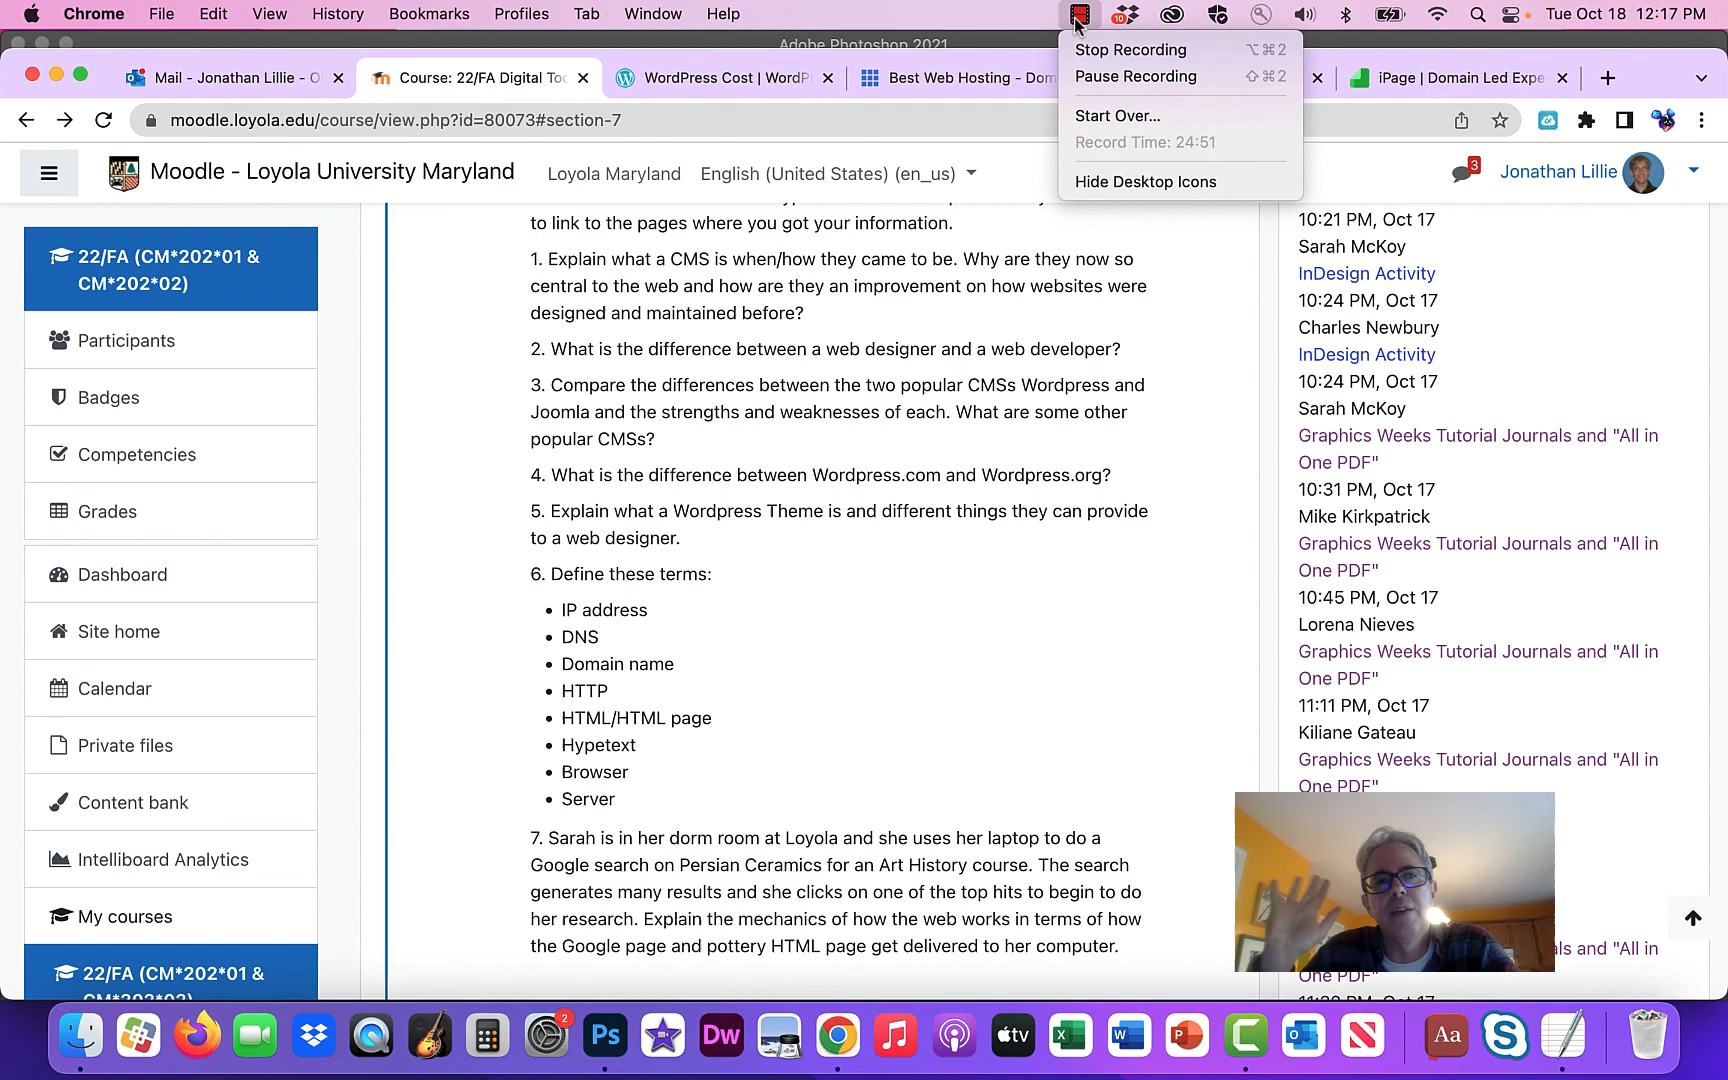 Chrome File Edit View History Bookmarks Profiles Tab Window Help
10
Tue Oct 18 12:17 PM
Adobe Photoshop 2021
Stop Recording ⌥⌘2
Pause Recording ⇧⌘2
Start Over...
Record Time: 24:51
Hide Desktop Icons
Mail - Jonathan Lillie - O
Course: 22/FA Digital Too
WordPress Cost | WordP
Best Web Hosting - Dom
iPage | Domain Led Expe
moodle.loyola.edu/course/view.php?id=80073#section-7
Moodle - Loyola University Maryland
Loyola Maryland
English (United States) (en_us)
3
Jonathan Lillie
22/FA (CM*202*01 &
CM*202*02)
Participants
Badges
Competencies
Grades
Dashboard
Site home
Calendar
Private files
Content bank
Intelliboard Analytics
My courses
22/FA (CM*202*01 &
CM*202*02)
to link to the pages where you got your information.
1. Explain what a CMS is when/how they came to be. Why are they now so
central to the web and how are they an improvement on how websites were
designed and maintained before?
2. What is the difference between a web designer and a web developer?
3. Compare the differences between the two popular CMSs Wordpress and
Joomla and the strengths and weaknesses of each. What are some other
popular CMSs?
4. What is the difference between Wordpress.com and Wordpress.org?
5. Explain what a Wordpress Theme is and different things they can provide
to a web designer.
6. Define these terms:
• IP address
• DNS
• Domain name
• HTTP
• HTML/HTML page
• Hypetext
• Browser
• Server
7. Sarah is in her dorm room at Loyola and she uses her laptop to do a
Google search on Persian Ceramics for an Art History course. The search
generates many results and she clicks on one of the top hits to begin to do
her research. Explain the mechanics of how the web works in terms of how
the Google page and pottery HTML page get delivered to her computer.
10:21 PM, Oct 17
Sarah McKoy
InDesign Activity
10:24 PM, Oct 17
Charles Newbury
InDesign Activity
10:24 PM, Oct 17
Sarah McKoy
Graphics Weeks Tutorial Journals and "All in
One PDF"
10:31 PM, Oct 17
Mike Kirkpatrick
Graphics Weeks Tutorial Journals and "All in
One PDF"
10:45 PM, Oct 17
Lorena Nieves
Graphics Weeks Tutorial Journals and "All in
One PDF"
11:11 PM, Oct 17
Kiliane Gateau
Graphics Weeks Tutorial Journals and "All in
One PDF"
als and "All in
One PDF"
2
Ps
Dw
tv
Aa